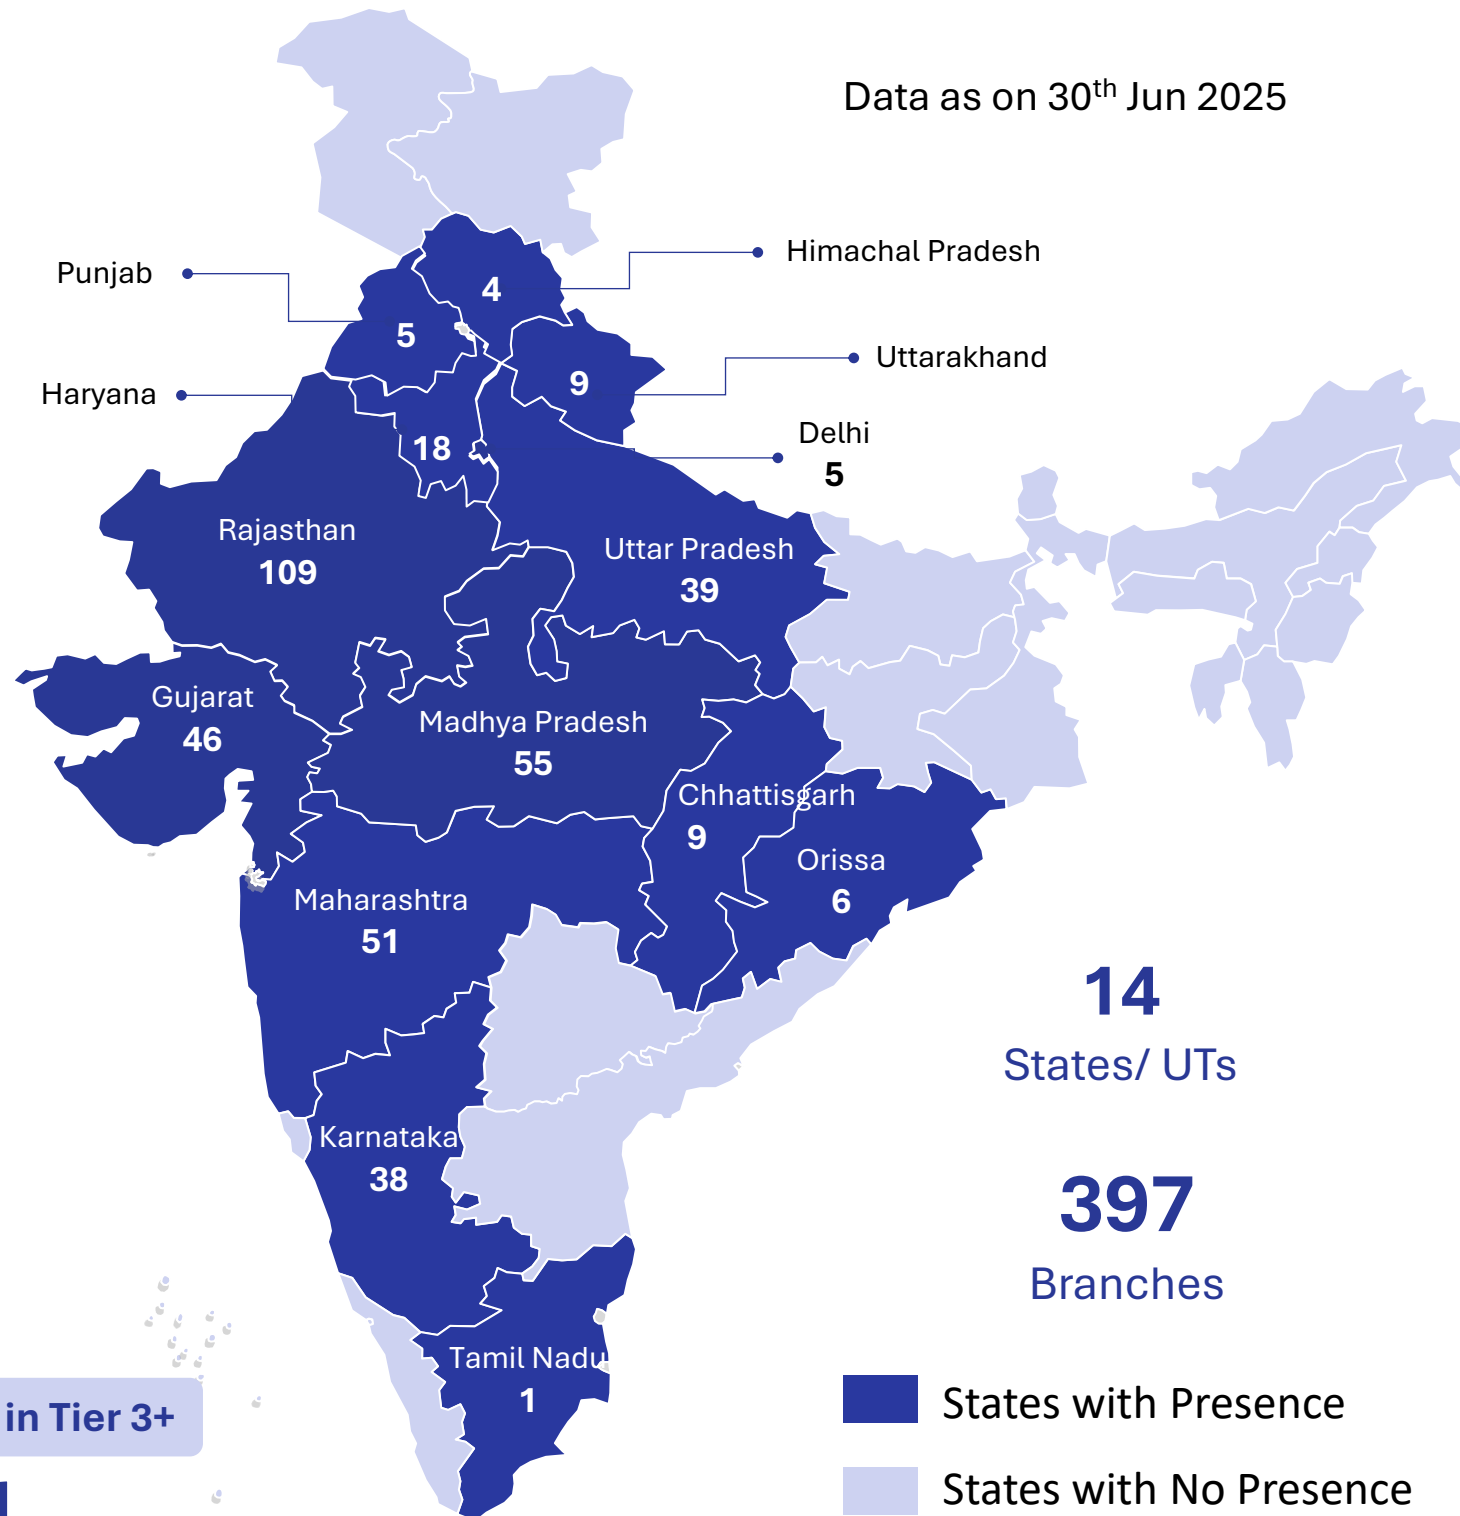 Data as on 30th Jun 2025
Himachal Pradesh
Punjab
4
5
Uttarakhand
9
Haryana
Delhi
5
18
Rajasthan
109
Uttar Pradesh
39
Gujarat
46
Madhya Pradesh
55
Chhattisgarh
9
Orissa
6
Maharashtra
51
14
States/ UTs
Karnataka
38
397
Branches
Tamil Nadu
1
in Tier 3+
States with Presence
States with No Presence